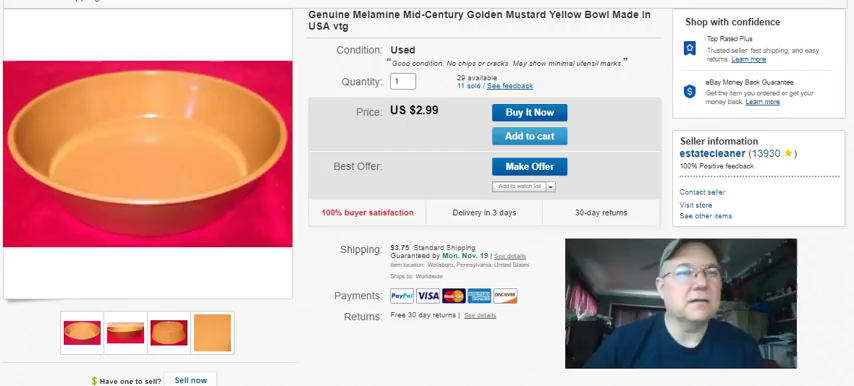 Genuine Melamine Mid-Century Golden Mustard Yellow Bowl Made In
USA vtg
Condition: Used
"Good condition. No chips or cracks. May show minimal utensil marks."
Quantity: 1
29 available
11 sold / See feedback
Price: US $2.99
Buy It Now
Add to cart
Best Offer:
Make Offer
Add to watch list
100% buyer satisfaction
Delivery in 3 days
30-day returns
Shipping: $3.75 Standard Shipping
Guaranteed by Mon. Nov. 19 | See details
Item location: Wellsboro, Pennsylvania, United States
Ships to: Worldwide
Payments: PayPal VISA MasterCard DISCOVER
Returns: Free 30 day returns | See details
$ Have one to sell? Sell now
Shop with confidence
Top Rated Plus
Trusted seller, fast shipping, and easy
returns. Learn more
eBay Money Back Guarantee
Get the item you ordered or get your
money back. Learn more
Seller information
estatecleaner (13930 )
100% Positive feedback
Contact seller
Visit store
See other items